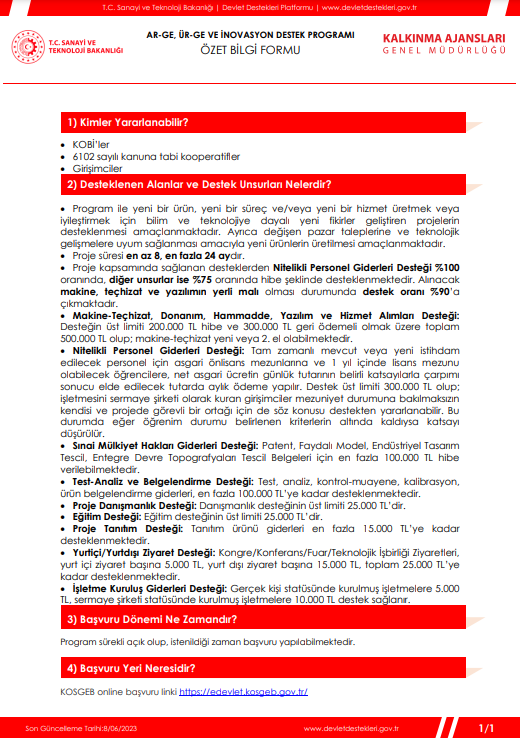 T.C. Sanayi ve Teknoloji Bakanlığı | Devlet Destekleri Platformu | www.devletdestekleri.gov.tr
T.C. SANAYİ VE
TEKNOLOJİ BAKANLIĞI
AR-GE, ÜR-GE VE İNOVASYON DESTEK PROGRAMI
ÖZET BİLGİ FORMU
KALKINMA AJANSLARI
GENEL MÜDÜRLÜĞÜ
1) Kimler Yararlanabilir?
• KOBİ'ler
• 6102 sayılı kanuna tabi kooperatifler
• Girişimciler
2) Desteklenen Alanlar ve Destek Unsurları Nelerdir?
• Program ile yeni bir ürün, yeni bir süreç ve/veya yeni bir hizmet üretmek veya
iyileştirmek için bilim ve teknolojiye dayalı yeni fikirler geliştiren projelerin
desteklenmesi amaçlanmaktadır. Ayrıca değişen pazar taleplerine ve teknolojik
gelişmelere uyum sağlanması amacıyla yeni ürünlerin üretilmesi amaçlanmaktadır.
• Proje süresi en az 8, en fazla 24 aydır.
• Proje kapsamında sağlanan desteklerden Nitelikli Personel Giderleri Desteği %100
oranında, diğer unsurlar ise %75 oranında hibe şeklinde desteklenmektedir. Alınacak
makine, teçhizat ve yazılımın yerli malı olması durumunda destek oranı %90'a
çıkmaktadır.
• Makine-Teçhizat, Donanım, Hammadde, Yazılım ve Hizmet Alımları Desteği:
Desteğin üst limiti 200.000 TL hibe ve 300.000 TL geri ödemeli olmak üzere toplam
500.000 TL olup; makine-teçhizat yeni veya 2. el olabilmektedir.
• Nitelikli Personel Giderleri Desteği: Tam zamanlı mevcut veya yeni istihdam
edilecek personel için asgari önlisans mezunlarına ve 1 yıl içinde lisans mezunu
olabilecek öğrencilere, net asgari ücretin günlük tutarının belirli katsayılarla çarpımı
sonucu elde edilecek tutarda aylık ödeme yapılır. Destek üst limiti 300.000 TL olup;
işletmesini sermaye şirketi olarak kuran girişimciler mezuniyet durumuna bakılmaksızın
kendisi ve projede görevli bir ortağı için de söz konusu destekten yararlanabilir. Bu
durumda eğer öğrenim durumu belirlenen kriterlerin altında kaldıysa katsayı
düşürülür.
• Sınai Mülkiyet Hakları Giderleri Desteği: Patent, Faydalı Model, Endüstriyel Tasarım
Tescil, Entegre Devre Topografyaları Tescil Belgeleri için en fazla 100.000 TL hibe
verilebilmektedir.
• Test-Analiz ve Belgelendirme Desteği: Test, analiz, kontrol-muayene, kalibrasyon,
ürün belgelendirme giderleri, en fazla 100.000 TL'ye kadar desteklenmektedir.
• Proje Danışmanlık Desteği: Danışmanlık desteğinin üst limiti 25.000 TL'dir.
• Eğitim Desteği: Eğitim desteğinin üst limiti 25.000 TL'dir.
• Proje Tanıtım Desteği: Tanıtım ürünü giderleri en fazla 15.000 TL'ye kadar
desteklenmektedir.
• Yurtiçi/Yurtdışı Ziyaret Desteği: Kongre/Konferans/Fuar/Teknolojik İşbirliği Ziyaretleri,
yurt içi ziyaret başına 5.000 TL, yurt dışı ziyaret başına 15.000 TL, toplam 25.000 TL'ye
kadar desteklenmektedir.
• İşletme Kuruluş Giderleri Desteği: Gerçek kişi statüsünde kurulmuş işletmelere 5.000
TL, sermaye şirketi statüsünde kurulmuş işletmelere 10.000 TL destek sağlanır.
3) Başvuru Dönemi Ne Zamandır?
Program sürekli açık olup, istenildiği zaman başvuru yapılabilmektedir.
4) Başvuru Yeri Neresidir?
KOSGEB online başvuru linki https://edevlet.kosgeb.gov.tr/
Son Güncelleme Tarihi:8/06/2023
www.devletdestekleri.gov.tr
1/1